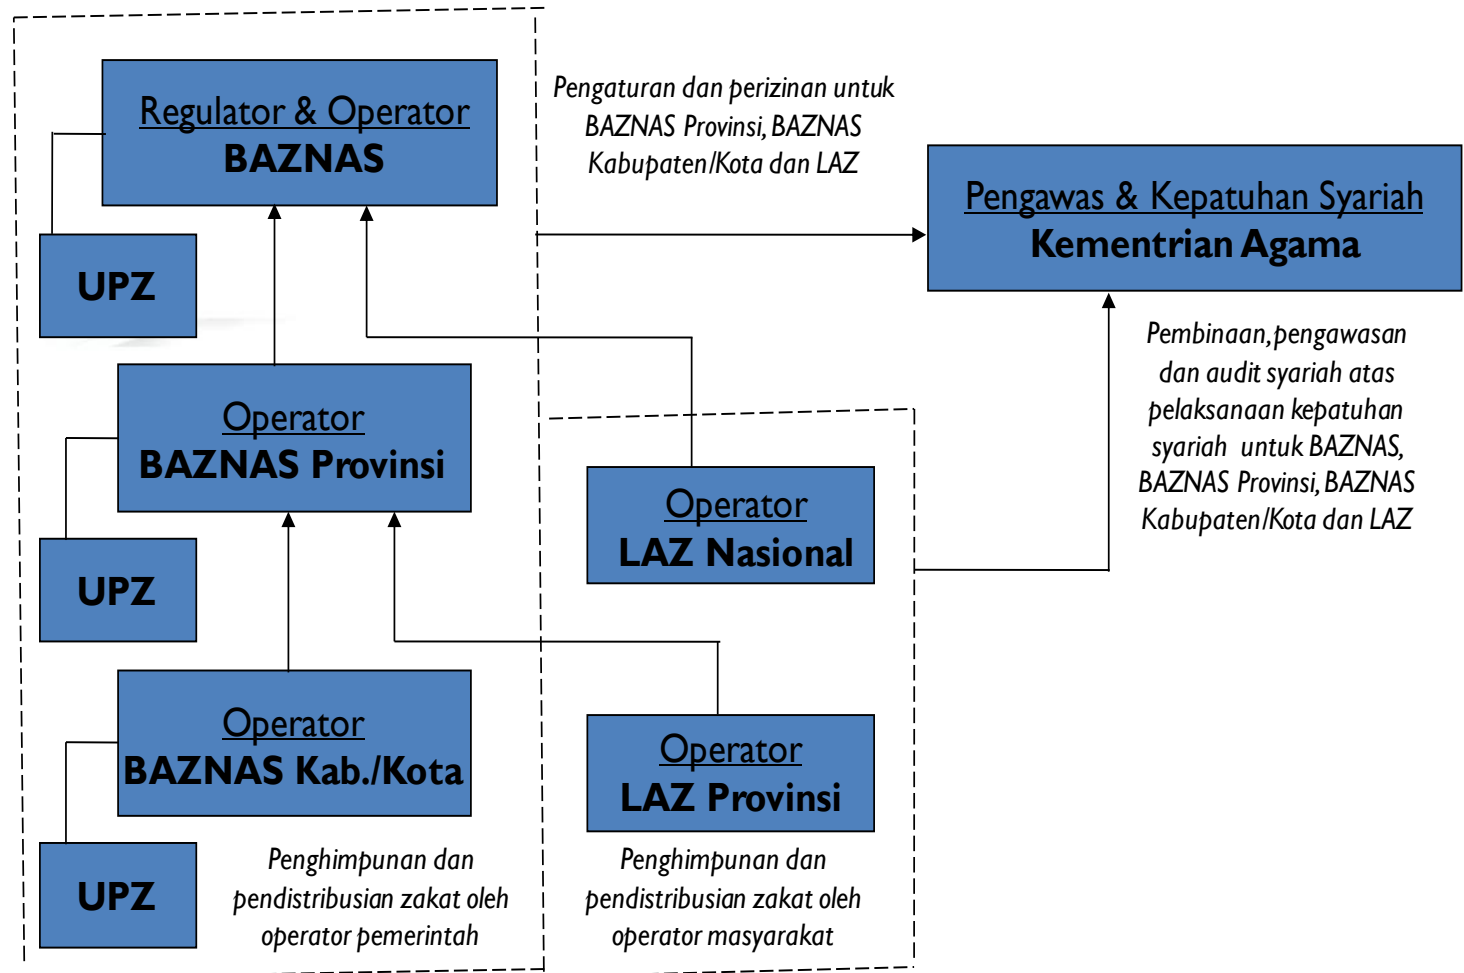 Regulator & Operator
BAZNAS
UPZ
Operator
BAZNAS Provinsi
UPZ
Operator
BAZNAS Kab./Kota
UPZ
Penghimpunan dan
pendistribusian zakat oleh
operator pemerintah
Pengaturan dan perizinan untuk
BAZNAS Provinsi, BAZNAS
Kabupaten/Kota dan LAZ
Operator
LAZ Nasional
Operator
LAZ Provinsi
Penghimpunan dan
pendistribusian zakat oleh
operator masyarakat
Pengawas & Kepatuhan Syariah
Kementrian Agama
Pembinaan, pengawasan
dan audit syariah atas
pelaksanaan kepatuhan
syariah untuk BAZNAS,
BAZNAS Provinsi, BAZNAS
Kabupaten/Kota dan LAZ